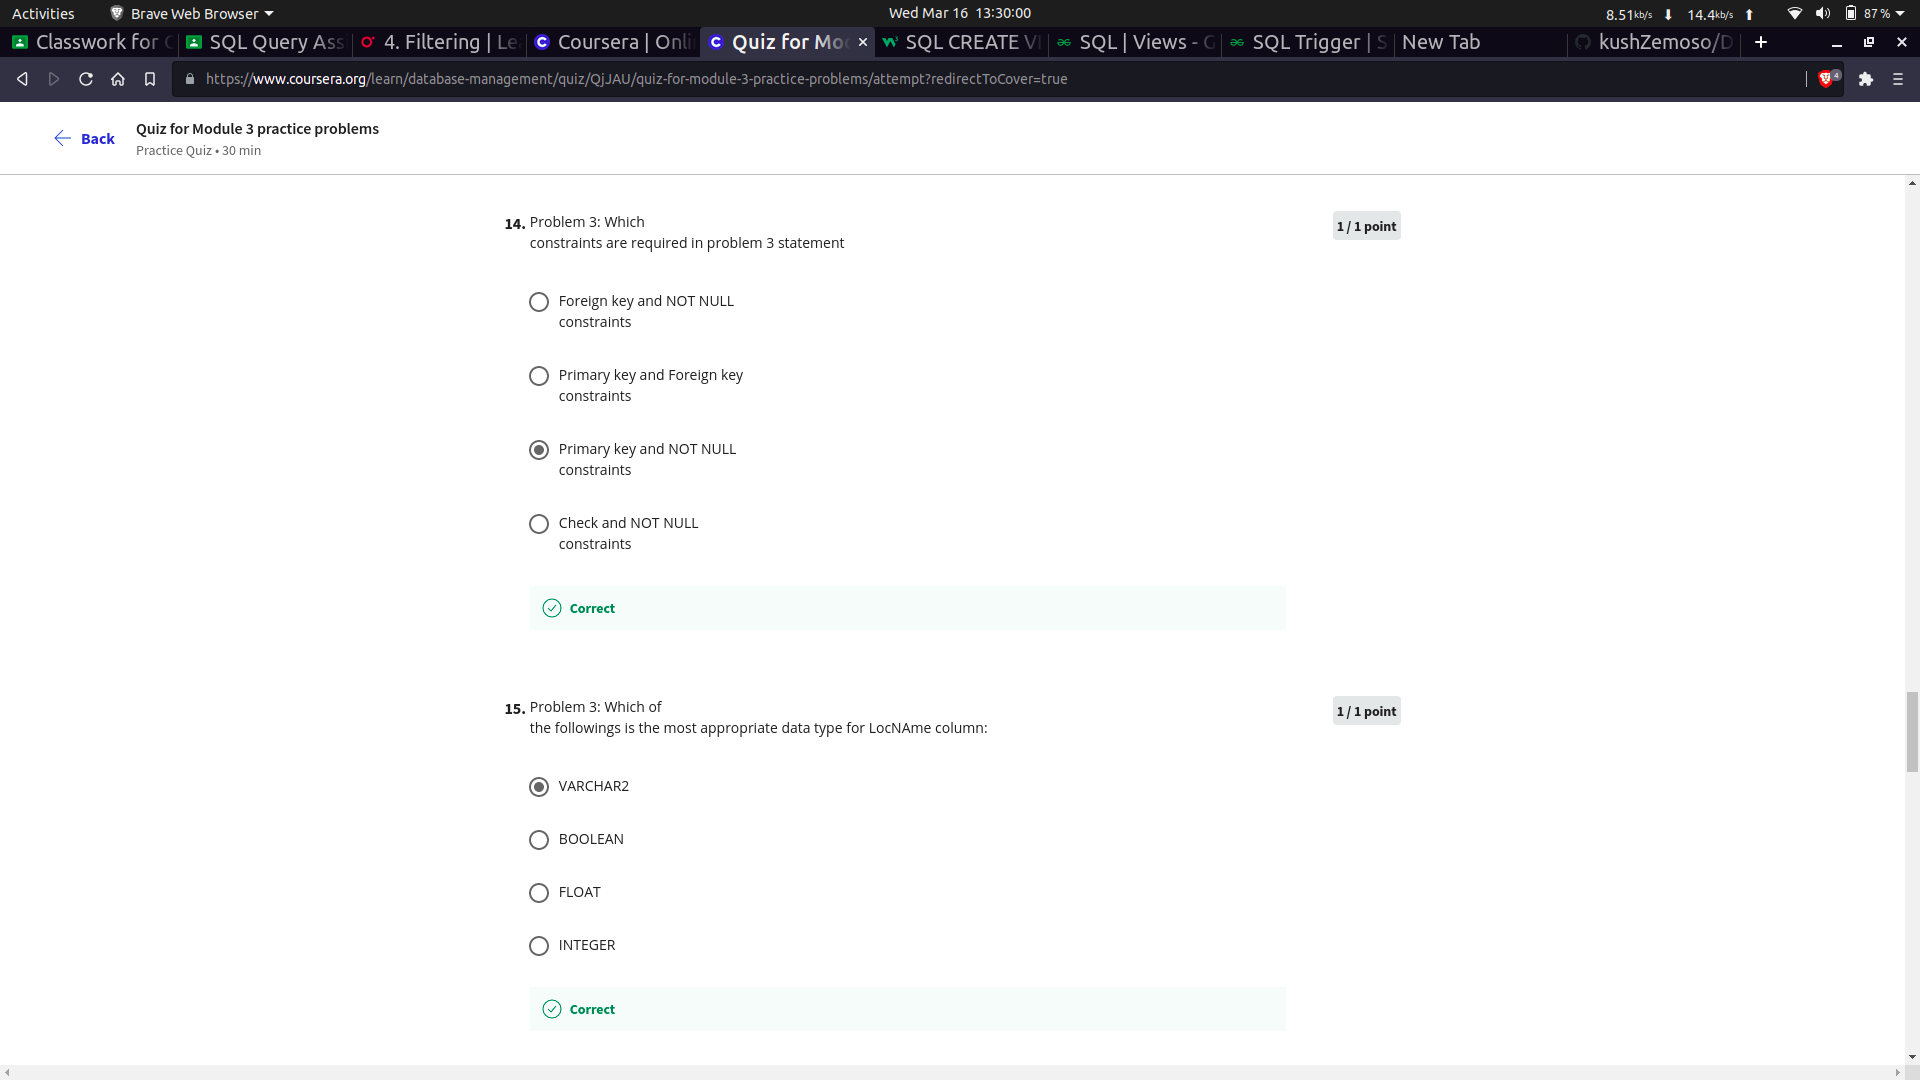 Activities
Brave Web Browser
Wed Mar 16  13:30:00
8.51kb/s
14.4kb/s
87 %
Classwork for
SQL Query Ass
4. Filtering | Le
Coursera | Onli
Quiz for Mo
SQL CREATE VI
SQL | Views - G
SQL Trigger | S
New Tab
kushZemoso/D
https://www.coursera.org/learn/database-management/quiz/QjJAU/quiz-for-module-3-practice-problems/attempt?redirectToCover=true
4
Back
Quiz for Module 3 practice problems
Practice Quiz • 30 min
14. Problem 3: Which
constraints are required in problem 3 statement
1 / 1 point
Foreign key and NOT NULL
constraints
Primary key and Foreign key
constraints
Primary key and NOT NULL
constraints
Check and NOT NULL
constraints
Correct
15. Problem 3: Which of
the followings is the most appropriate data type for LocNAme column:
1 / 1 point
VARCHAR2
BOOLEAN
FLOAT
INTEGER
Correct